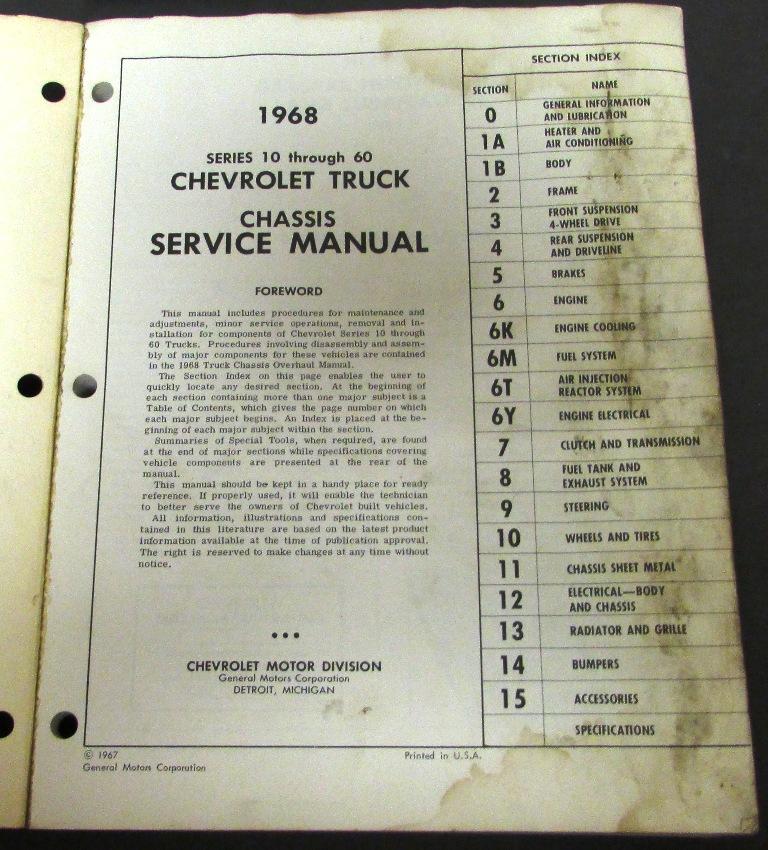 1968
SERIES 10 through 60
CHEVROLET TRUCK
CHASSIS
SERVICE MANUAL
FOREWORD
This manual includes procedures for maintenance and
adjustments, minor service operations, removal and in-
stallation for components of Chevrolet Series 10 through
60 Trucks. Procedures involving disassembly and assem-
bly of major components for these vehicles are contained
in the 1968 Truck Chassis Overhaul Manual.
The Section Index on this page enables the user to
quickly locate any desired section. At the beginning of
each section containing more than one major subject is a
Table of Contents, which gives the page number on which
each major subject begins. An Index is placed at the be-
ginning of each major subject within the section.
Summaries of Special Tools, when required, are found
at the end of major sections while specifications covering
vehicle components are presented at the rear of the
manual.
This manual should be kept in a handy place for ready
reference. If properly used, it will enable the technician
to better serve the owners of Chevrolet built vehicles.
All information, illustrations and specifications con-
tained in this literature are based on the latest product
information available at the time of publication approval.
The right is reserved to make changes at any time without
notice.
CHEVROLET MOTOR DIVISION
General Motors Corporation
DETROIT, MICHIGAN
SECTION INDEX
SECTION NAME
0 GENERAL INFORMATION
AND LUBRICATION
1A HEATER AND
AIR CONDITIONING
1B BODY
2 FRAME
3 FRONT SUSPENSION
4-WHEEL DRIVE
4 REAR SUSPENSION
AND DRIVELINE
5 BRAKES
6 ENGINE
6K ENGINE COOLING
6M FUEL SYSTEM
6T AIR INJECTION
REACTOR SYSTEM
6Y ENGINE ELECTRICAL
7 CLUTCH AND TRANSMISSION
8 FUEL TANK AND
EXHAUST SYSTEM
9 STEERING
10 WHEELS AND TIRES
11 CHASSIS SHEET METAL
12 ELECTRICAL—BODY
AND CHASSIS
13 RADIATOR AND GRILLE
14 BUMPERS
15 ACCESSORIES
SPECIFICATIONS
© 1967
General Motors Corporation
Printed in U.S.A.